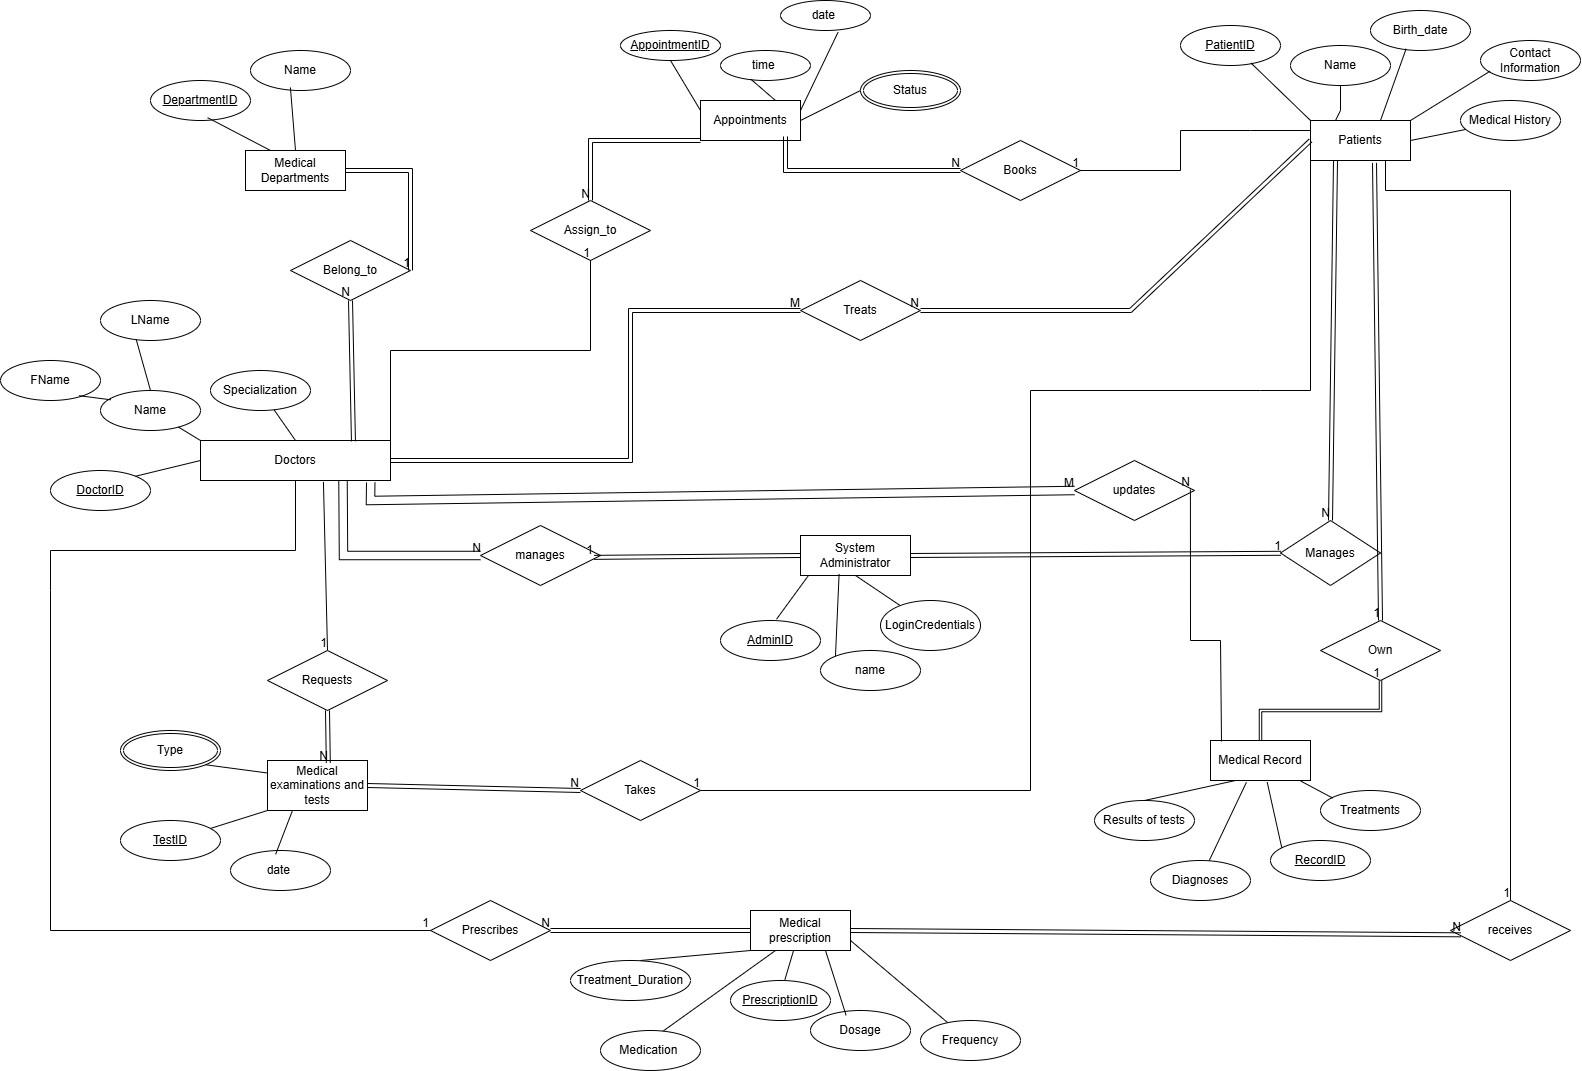 date
AppointmentID
PatientID
Birth_date
time
Name
Contact
Information
Name
Status
DepartmentID
Appointments
Medical History
Patients
Medical
Departments
N
Books
1
N
Assign_to
1
Belong_to
1
N
LName
M
Treats
N
FName
Name
Specialization
Doctors
DoctorID
M
updates
N
N
manages
1
System
Administrator
1
N
Manages
LoginCredentials
AdminID
name
1
Own
1
1
Requests
N
Type
Medical
examinations and
tests
N
Takes
1
Medical Record
TestID
date
Results of tests
Treatments
Diagnoses
RecordID
1
Prescribes
N
Medical
prescription
N
receives
1
Treatment_Duration
PrescriptionID
Medication
Dosage
Frequency